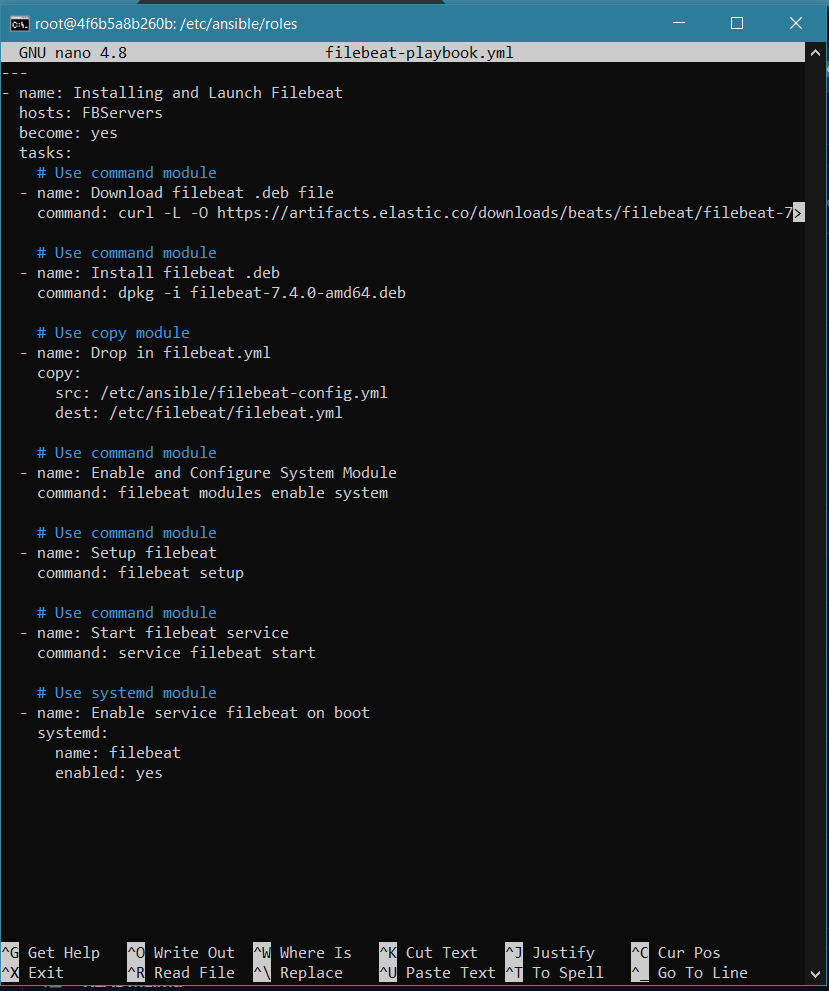 root@4f6b5a8b260b: /etc/ansible/roles
GNU nano 4.8 filebeat-playbook.yml
---
- name: Installing and Launch Filebeat
  hosts: FBServers
  become: yes
  tasks:
    # Use command module
  - name: Download filebeat .deb file
    command: curl -L -O https://artifacts.elastic.co/downloads/beats/filebeat/filebeat-7>
    # Use command module
  - name: Install filebeat .deb
    command: dpkg -i filebeat-7.4.0-amd64.deb
    # Use copy module
  - name: Drop in filebeat.yml
    copy:
      src: /etc/ansible/filebeat-config.yml
      dest: /etc/filebeat/filebeat.yml
    # Use command module
  - name: Enable and Configure System Module
    command: filebeat modules enable system
    # Use command module
  - name: Setup filebeat
    command: filebeat setup
    # Use command module
  - name: Start filebeat service
    command: service filebeat start
    # Use systemd module
  - name: Enable service filebeat on boot
    systemd:
      name: filebeat
      enabled: yes
^G Get Help ^O Write Out ^W Where Is ^K Cut Text ^J Justify ^C Cur Pos
^X Exit ^R Read File ^\ Replace ^U Paste Text ^T To Spell ^_ Go To Line